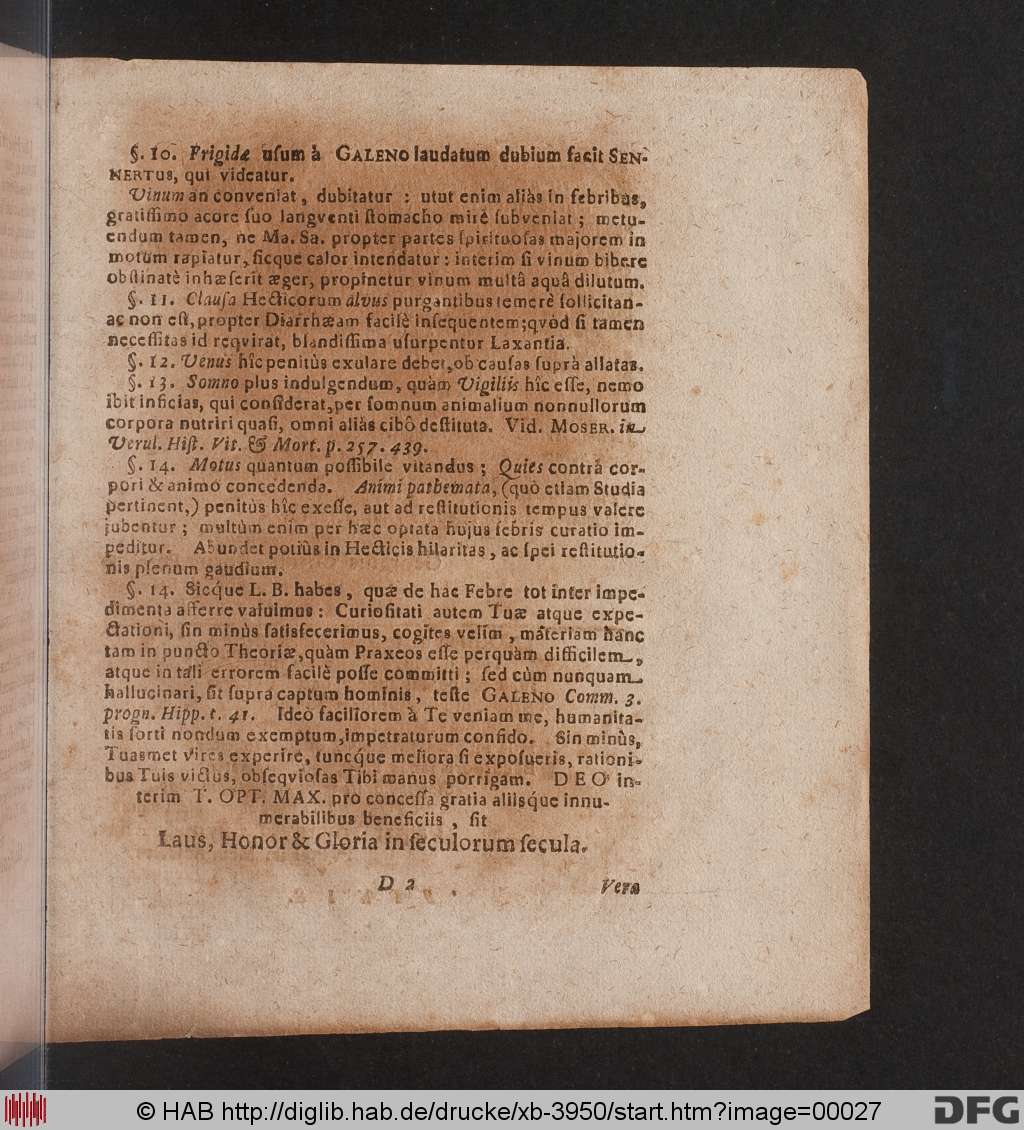 §. 10. Frigidæ uſum à GALENO laudatum dubium facit SEN-
NERTUS, qui videatur.
Vinum an conveniat, dubitatur : utut enim aliàs in febribus,
gratiſſimo acore ſuo langventi ſtomacho mirè ſubveniat ; metu-
endum tamen, ne Ma. Sa. propter partes ſpirituoſas majorem in
motum rapiatur, ſicque calor intendatur : interim ſi vinum bibere
obſtinatè inhæſerit æger, propinetur vinum multâ aquâ dilutum.
§. 11. Clauſa Hecticorum alvus purgantibus temerè ſollicitan-
ac non eſt, propter Diarrhæam facilè inſequentem; qvòd ſi tamen
neceſſitas id reqvirat, blandiſſima uſurpentur Laxantia.
§. 12. Venus hîc penitùs exulare debet, ob cauſas ſuprà allatas.
§. 13. Somno plus indulgendum, quàm Vigiliis hîc eſſe, nemo
ibit inficias, qui conſiderat, per ſomnum animalium nonnullorum
corpora nutriri quaſi, omni aliàs cibô deſtituta. Vid. MOSER. in
Verul. Hiſt. Vit. & Mort. p. 257. 439.
§. 14. Motus quantum poſſibile vitandus ; Quies contrà cor-
pori & animo concedenda. Animi pathemata, (quò etiam Studia
pertinent,) penitùs hîc exeſſe, aut ad reſtitutionis tempus valere
jubentur ; multùm enim per hæc optata hujus febris curatio im-
peditur. Abundet potiùs in Hecticis hilaritas, ac ſpei reſtitutio-
nis plenum gaudium.
§. 14. Sicq́ue L. B. habes, quæ de hac Febre tot inter impe-
dimenta afferre valuimus : Curioſitati autem Tuæ atque expe-
ctationi, ſin minùs ſatisfecerimus, cogites velim, materiam hanc
tam in puncto Theoriæ, quàm Praxeos eſſe perquàm difficilem,
atque in tali errorem facilè poſſe committi ; ſed cùm nunquam
hallucinari, ſit ſupra captum hominis, teſte GALENO Comm. 3.
progn. Hipp. t. 41. Ideò faciliorem à Te veniam me, humanita-
tis ſorti nondum exemptum, impetraturum confido. Sin minùs,
Tuasmet vires experire, tuncq́ue meliora ſi expoſueris, rationi-
bus Tuis victus, obſeqvioſas Tibi manus porrigam. DEO in-
terim T. OPT. MAX. pro conceſſa gratia aliisq́ue innu-
merabilibus beneficiis, ſit
Laus, Honor & Gloria in ſeculorum ſecula.
D 2 Vera
© HAB http://diglib.hab.de/drucke/xb-3950/start.htm?image=00027
DFG